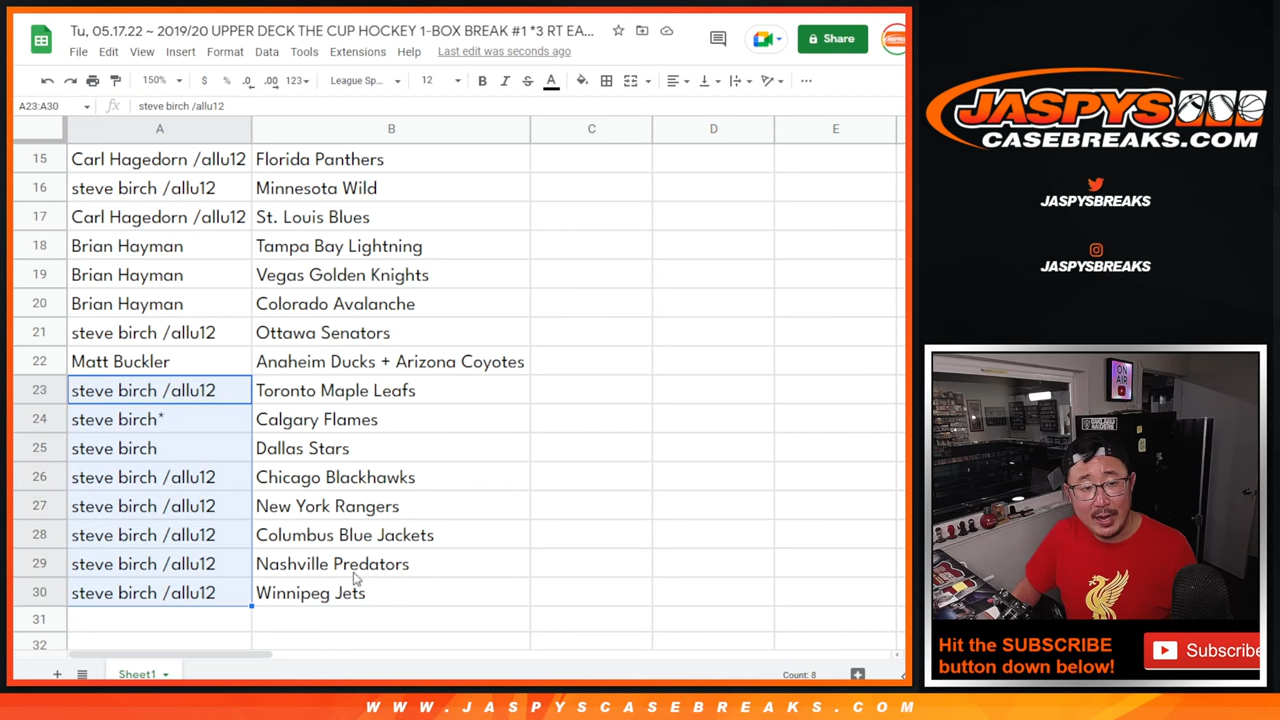 Tu, 05.17.22 ~ 2019/20 UPPER DECK THE CUP HOCKEY 1-BOX BREAK #1 *3 RT EA...
File Edit View Insert Format Data Tools Extensions Help Last edit was seconds ago
Share
150% $ % .0 .00 123 League Sp... 12 B I S A
A23:A30 fx steve birch /allu12
A B C D E
15 Carl Hagedorn /allu12 Florida Panthers
16 steve birch /allu12 Minnesota Wild
17 Carl Hagedorn /allu12 St. Louis Blues
18 Brian Hayman Tampa Bay Lightning
19 Brian Hayman Vegas Golden Knights
20 Brian Hayman Colorado Avalanche
21 steve birch /allu12 Ottawa Senators
22 Matt Buckler Anaheim Ducks + Arizona Coyotes
23 steve birch /allu12 Toronto Maple Leafs
24 steve birch* Calgary Flames
25 steve birch Dallas Stars
26 steve birch /allu12 Chicago Blackhawks
27 steve birch /allu12 New York Rangers
28 steve birch /allu12 Columbus Blue Jackets
29 steve birch /allu12 Nashville Predators
30 steve birch /allu12 Winnipeg Jets
31
32
Sheet1 Count: 8
JASPYS
CASEBREAKS.COM
JASPYSBREAKS
JASPYSBREAKS
ON AIR
Hit the SUBSCRIBE
button down below!
Subscribe
WWW.JASPYSCASEBREAKS.COM